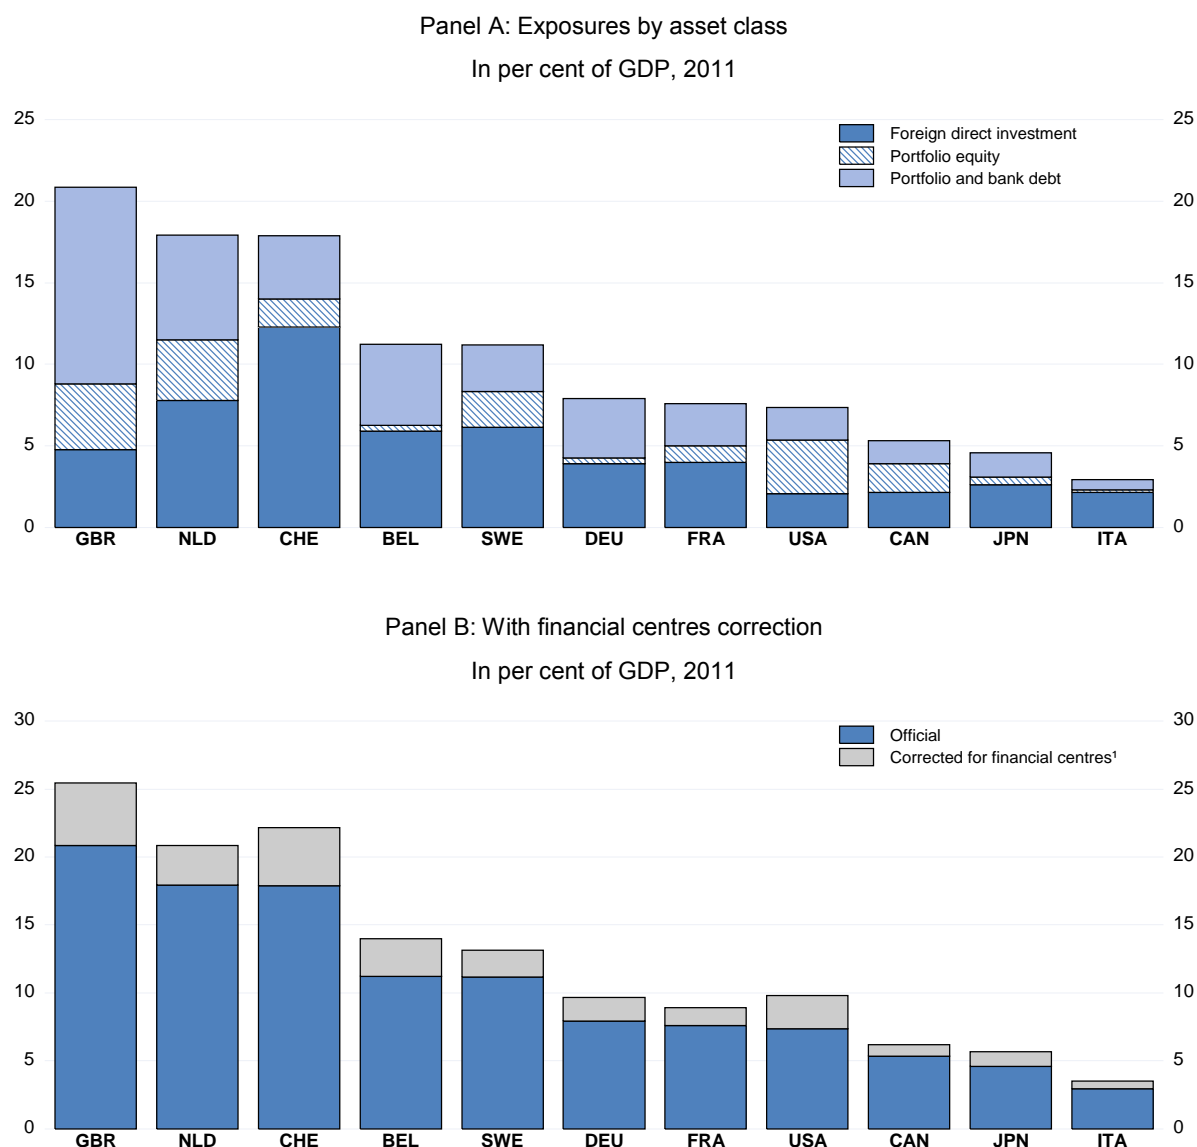 Panel A: Exposures by asset class
In per cent of GDP, 2011
25 25
Foreign direct investment
Portfolio equity
Portfolio and bank debt
20 20
15 15
10 10
5 5
0 0
GBR NLD CHE BEL SWE DEU FRA USA CAN JPN ITA
Panel B: With financial centres correction
In per cent of GDP, 2011
30 30
Official
Corrected for financial centres¹
25 25
20 20
15 15
10 10
5 5
0 0
GBR NLD CHE BEL SWE DEU FRA USA CAN JPN ITA